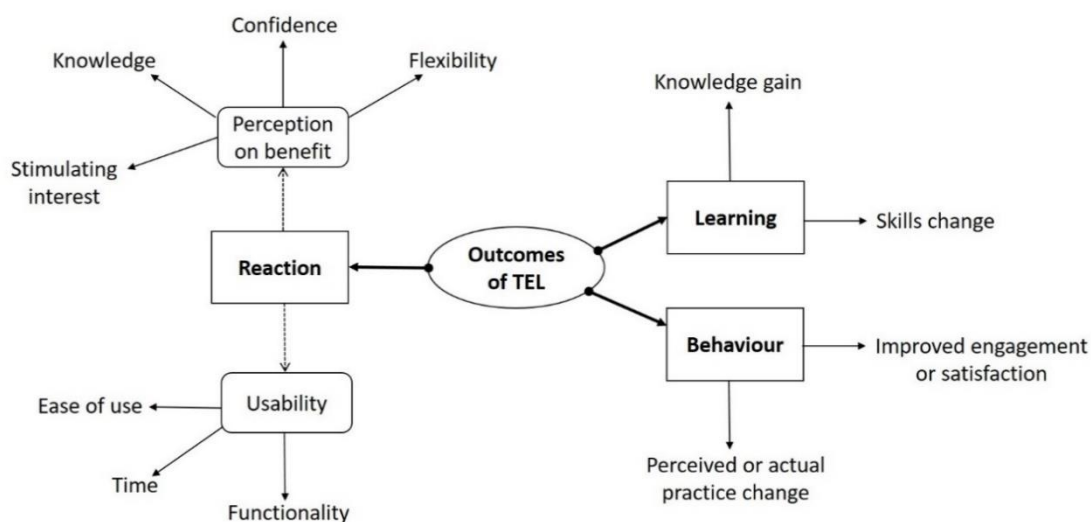 Confidence
Knowledge
Flexibility
Perception
on benefit
Stimulating
interest
Reaction
Usability
Ease of use
Time
Functionality
Outcomes
of TEL
Knowledge gain
Learning
Skills change
Behaviour
Improved engagement
or satisfaction
Perceived or actual
practice change